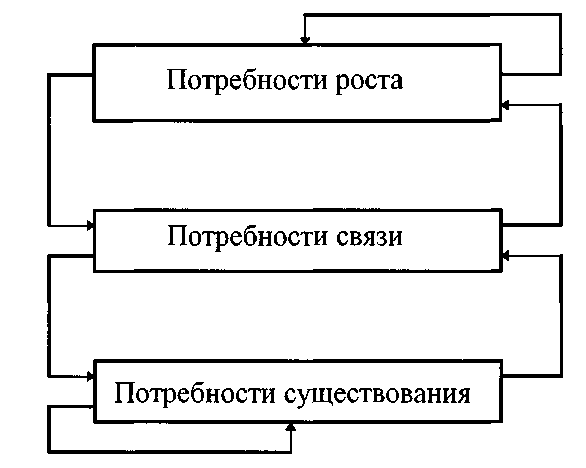 Потребности роста
Потребности связи
Потребности существования